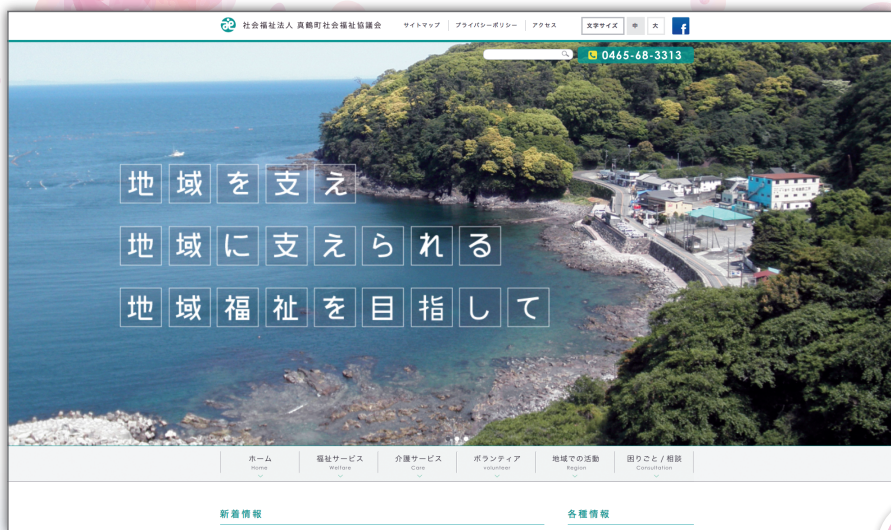 社会福祉法人 真鶴町社会福祉協議会
サイトマップ プライバシーポリシー アクセス
文字サイズ 中 大
f
0465-68-3313
地域を支え
地域に支えられる
地域福祉を目指して
ホーム 福祉サービス 介護サービス ボランティア 地域での活動 困りごと / 相談
Home Welfare Care volunteer Region Consultation
新着情報 各種情報